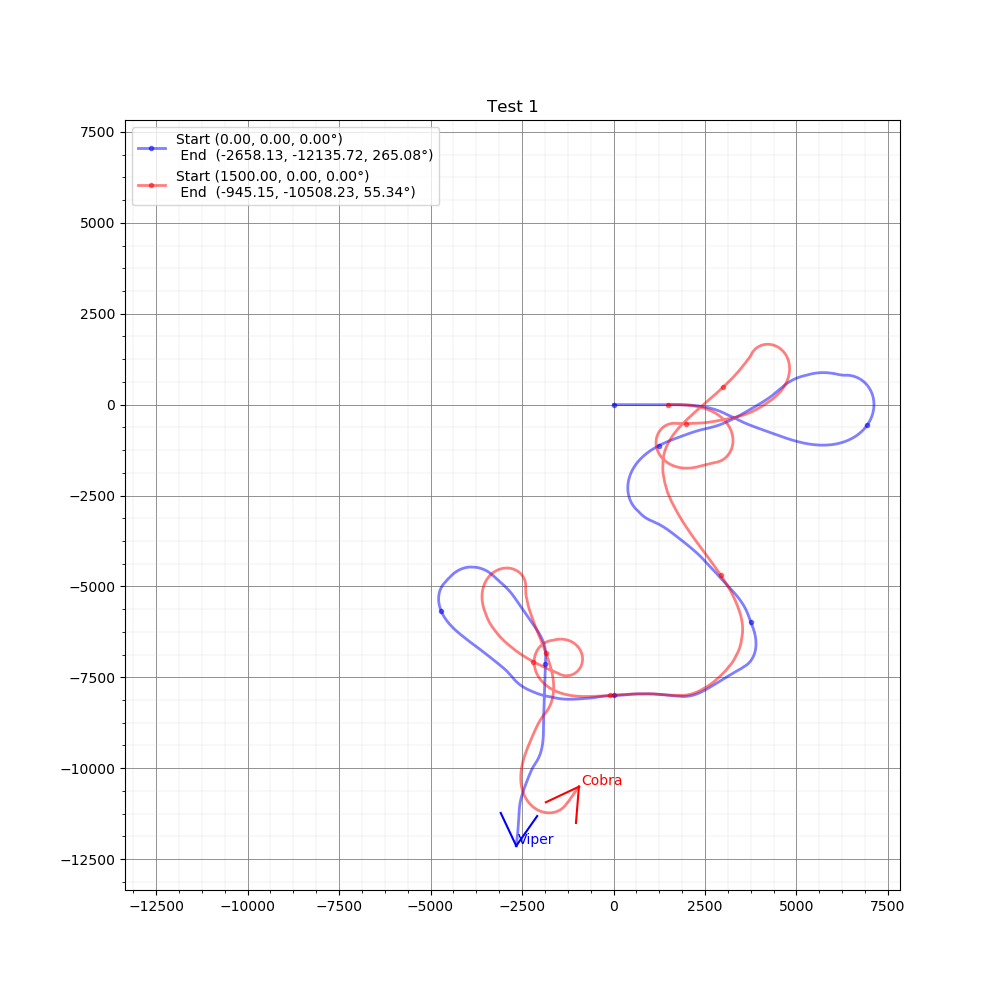 Test 1
Start (0.00, 0.00, 0.00°)
End  (-2658.13, -12135.72, 265.08°)
Start (1500.00, 0.00, 0.00°)
End  (-945.15, -10508.23, 55.34°)
7500
5000
2500
0
−2500
−5000
−7500
−10000
−12500
Cobra
Viper
−12500 −10000 −7500 −5000 −2500 0 2500 5000 7500